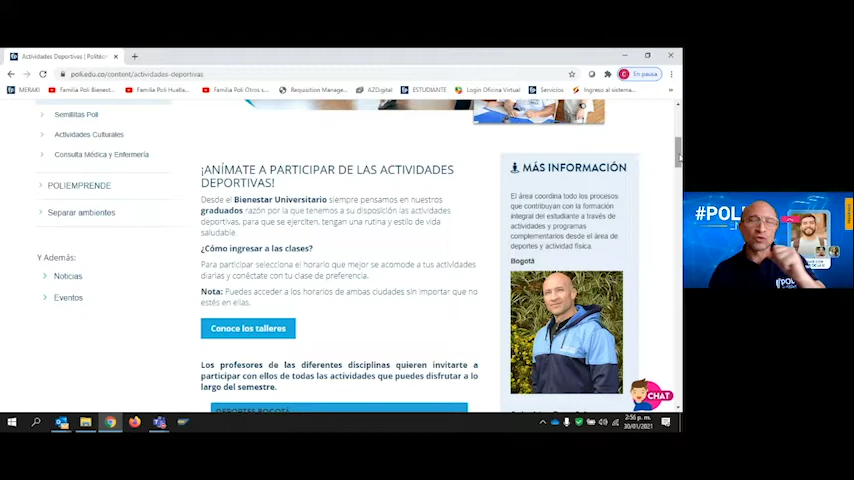 Actividades Deportivas | Politécn
poli.edu.co/content/actividades-deportivas
En pausa
MERAKI
Familia Poli Bienest...
Familia Poli Huella...
Familia Poli Otros s...
Requisition Manage...
AZDigital
ESTUDIANTE
Login Oficina Virtual
Servicios
Ingreso al sistema...
Semillitas Poli
Actividades Culturales
Consulta Médica y Enfermería
POLIEMPRENDE
Separar ambientes
Y Además:
Noticias
Eventos
¡ANÍMATE A PARTICIPAR DE LAS ACTIVIDADES
DEPORTIVAS!
Desde el Bienestar Universitario siempre pensamos en nuestros
graduados razón por la que tenemos a su disposición las actividades
deportivas, para que se ejerciten, tengan una rutina y estilo de vida
saludable.
¿Cómo ingresar a las clases?
Para participar selecciona el horario que mejor se acomode a tus actividades
diarias y conéctate con tu clase de preferencia.
Nota: Puedes acceder a los horarios de ambas ciudades sin importar que no
estés en ellas.
Conoce los talleres
Los profesores de las diferentes disciplinas quieren invitarte a
participar con ellos de todas las actividades que puedes disfrutar a lo
largo del semestre.
DEPORTES BOGOTÁ
MÁS INFORMACIÓN
El área coordina todo los procesos
que contribuyan con la formación
integral del estudiante a través de
actividades y programas
complementarios desde el área de
deportes y actividad física.
Bogotá
CHAT
#POLI
2:56 p. m.
30/01/2021